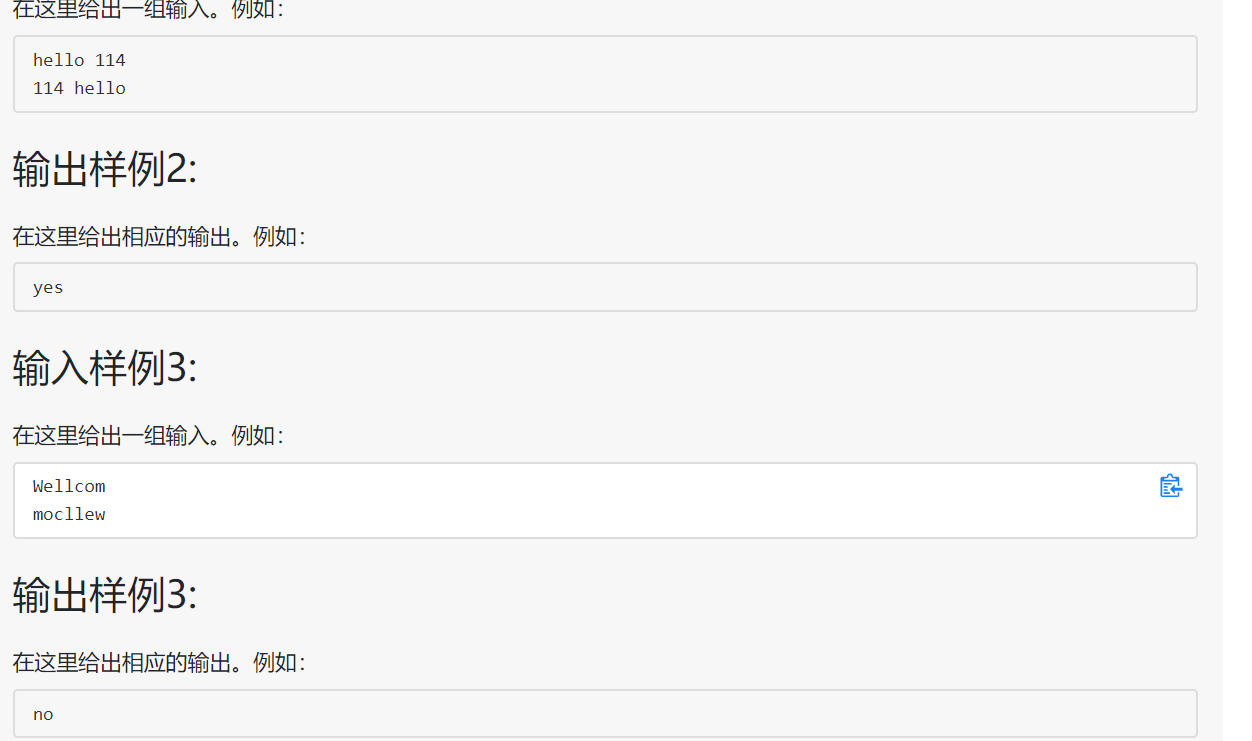 在这里给出一组输入。例如：
hello 114
114 hello
输出样例2:
在这里给出相应的输出。例如：
yes
输入样例3:
在这里给出一组输入。例如：
Wellcom
mocllew
输出样例3:
在这里给出相应的输出。例如：
no